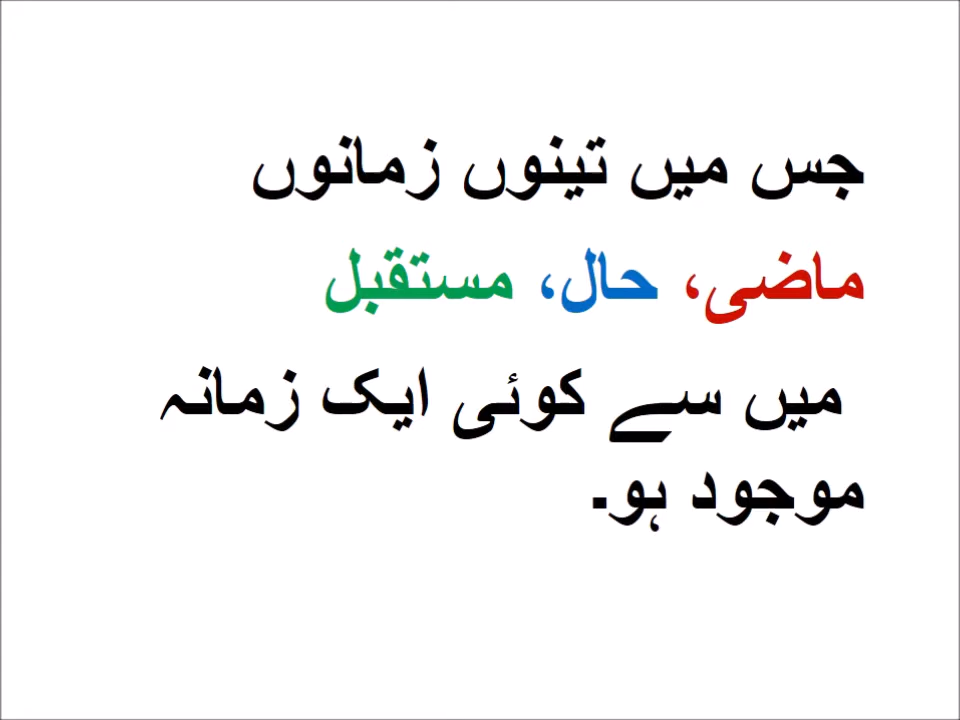 جس میں تینوں زمانوں
ماضی، حال، مستقبل
میں سے کوئی ایک زمانہ
موجود ہو۔